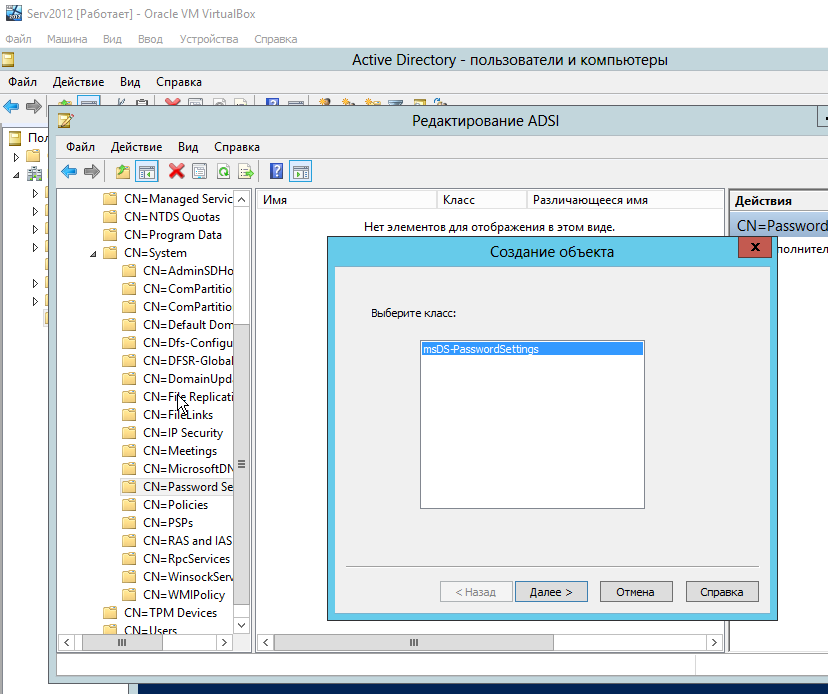 Serv2012 [Работает] - Oracle VM VirtualBox
Файл Машина Вид Ввод Устройства Справка
Active Directory - пользователи и компьютеры
Файл Действие Вид Справка
Редактирование ADSI
Пол
Файл Действие Вид Справка
CN=Managed Servic
CN=NTDS Quotas
CN=Program Data
CN=System
CN=AdminSDHo
CN=ComPartitio
CN=ComPartitio
CN=Default Dom
CN=Dfs-Configu
CN=DFSR-Global
CN=DomainUpd
CN=File Replicati
CN=FileLinks
CN=IP Security
CN=Meetings
CN=MicrosoftDN
CN=Password Se
CN=Policies
CN=PSPs
CN=RAS and IAS
CN=RpcServices
CN=WinsockServ
CN=WMIPolicy
CN=TPM Devices
CN=Users
Имя Класс Различающееся имя
Нет элементов для отображения в этом виде.
Действия
CN=Password
полнител
Создание объекта
x
Выберите класс:
msDS-PasswordSettings
< Назад Далее > Отмена Справка